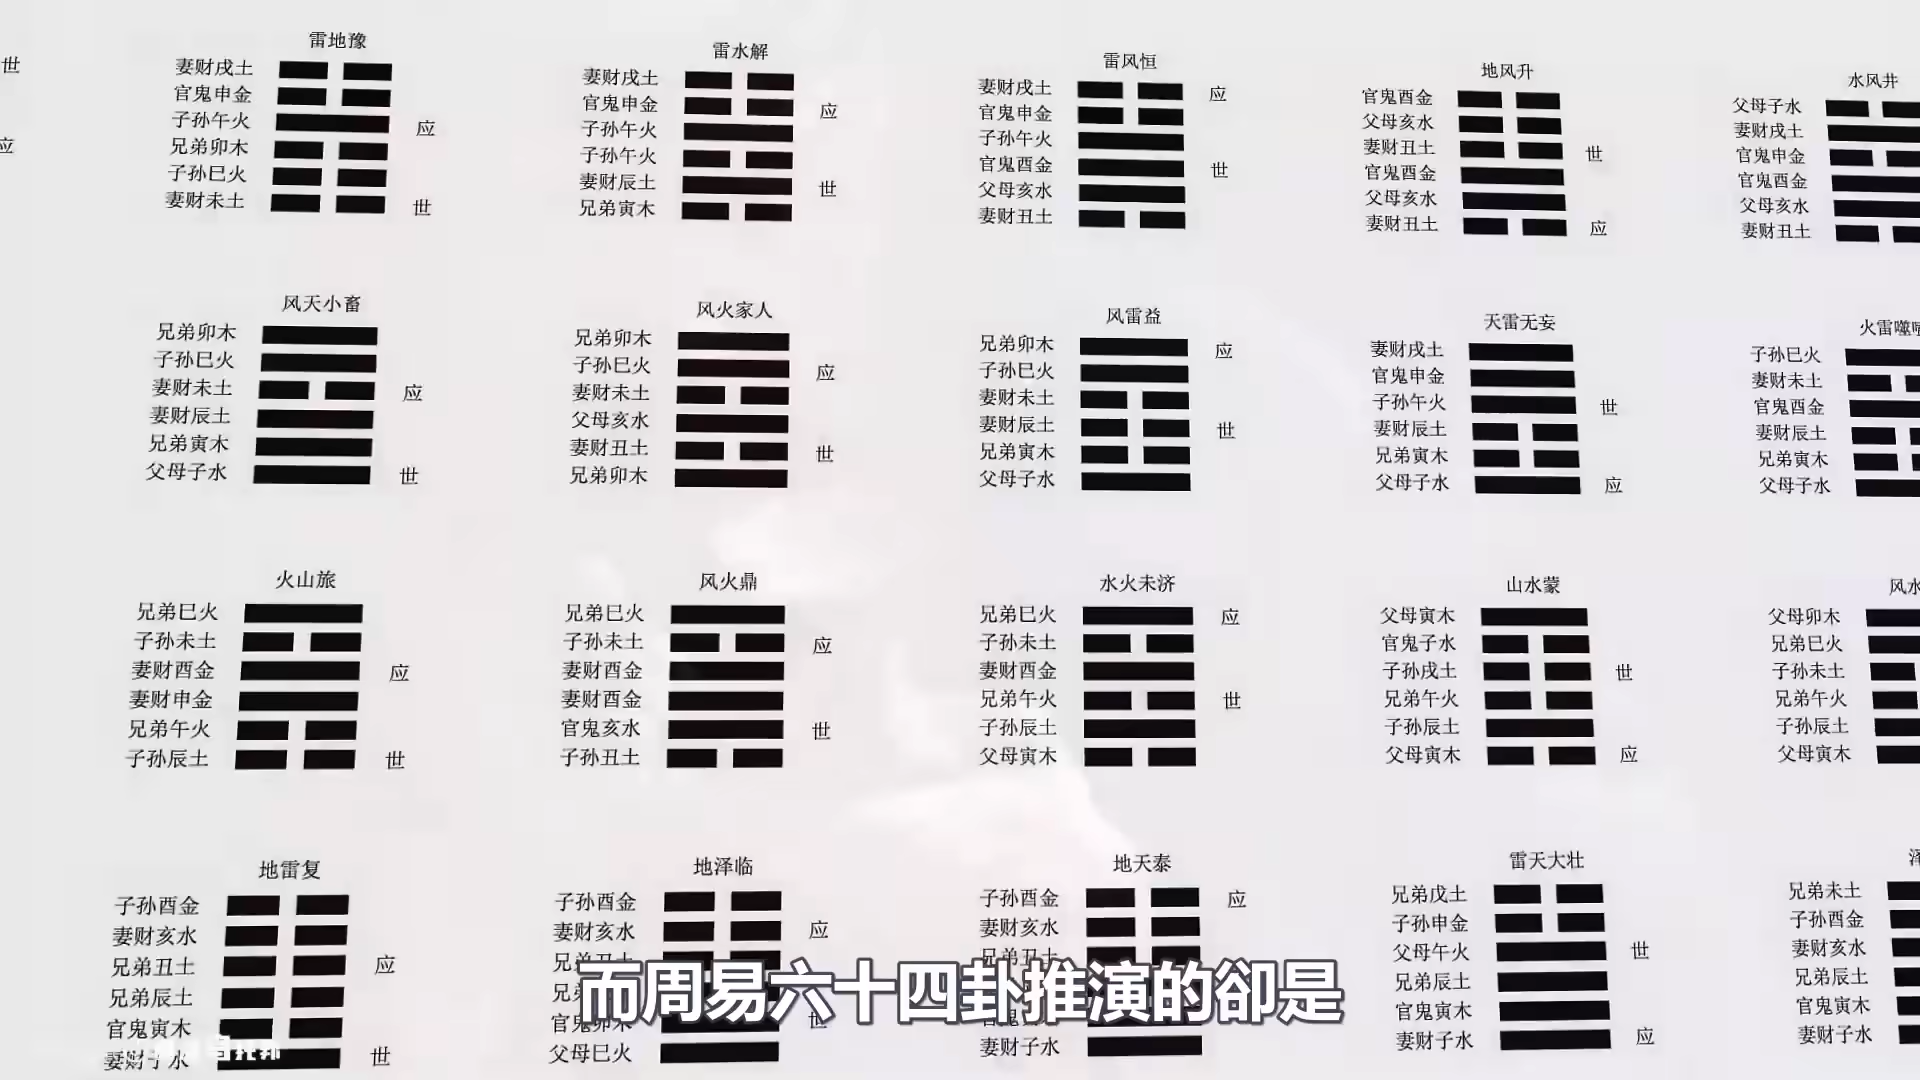 世
应
雷地豫
妻财戌土
官鬼申金
子孙午火 应
兄弟卯木
子孙巳火
妻财未土 世
雷水解
妻财戌土
官鬼申金 应
子孙午火
子孙午火
妻财辰土 世
兄弟寅木
雷风恒
妻财戌土 应
官鬼申金
子孙午火
官鬼酉金 世
父母亥水
妻财丑土
地风升
官鬼酉金
父母亥水
妻财丑土 世
官鬼酉金
父母亥水
妻财丑土 应
水风井
父母子水
妻财戌土
官鬼申金
官鬼酉金
父母亥水
妻财丑土
风天小畜
兄弟卯木
子孙巳火
妻财未土 应
妻财辰土
兄弟寅木
父母子水 世
风火家人
兄弟卯木
子孙巳火 应
妻财未土
父母亥水
妻财丑土 世
兄弟卯木
风雷益
兄弟卯木 应
子孙巳火
妻财未土
妻财辰土 世
兄弟寅木
父母子水
天雷无妄
妻财戌土
官鬼申金
子孙午火 世
妻财辰土
兄弟寅木
父母子水 应
火雷噬
子孙巳火
妻财未土
官鬼酉金
妻财辰土
兄弟寅木
父母子水
火山旅
兄弟巳火
子孙未土
妻财酉金 应
妻财申金
兄弟午火
子孙辰土 世
风火鼎
兄弟巳火
子孙未土 应
妻财酉金
妻财酉金
官鬼亥水 世
子孙丑土
水火未济
兄弟巳火 应
子孙未土
妻财酉金
兄弟午火 世
子孙辰土
父母寅木
山水蒙
父母寅木
官鬼子水
子孙戌土 世
兄弟午火
子孙辰土
父母寅木 应
风水
父母卯木
兄弟巳火
子孙未土
兄弟午火
子孙辰土
父母寅木
地雷复
子孙酉金
妻财亥水
兄弟丑土 应
兄弟辰土
官鬼寅木
妻财子水 世
地泽临
子孙酉金
妻财亥水 应
兄弟丑土
兄弟
官鬼卯木 世
父母巳火
地天泰
子孙酉金 应
妻财亥水
兄弟丑土
官鬼寅木
妻财子水
雷天大壮
兄弟戌土
子孙申金
父母午火 世
兄弟辰土
官鬼寅木
妻财子水 应
兄弟未土
子孙酉金
妻财亥水
兄弟辰土
官鬼寅木
妻财子水
而周易六十四卦推演的卻是